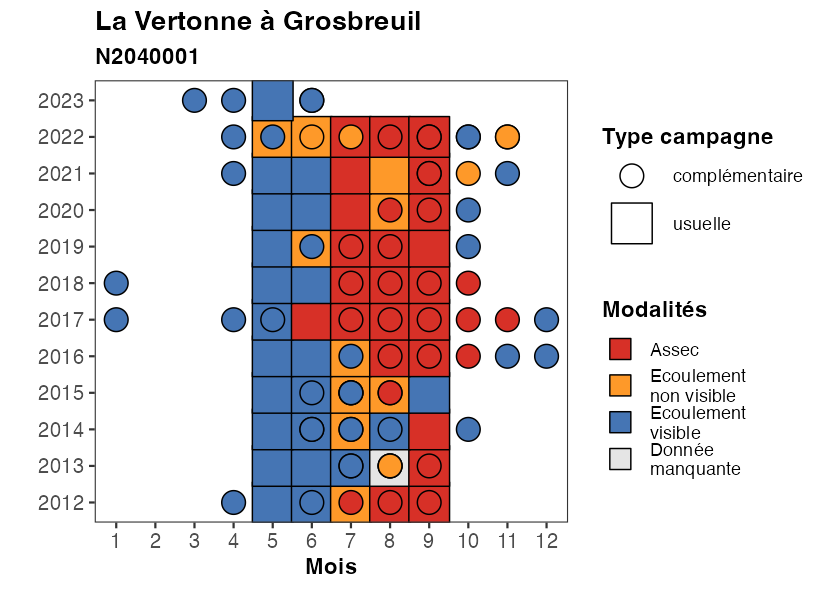 La Vertonne à Grosbreuil
N2040001
2023
2022
2021
2020
2019
2018
2017
2016
2015
2014
2013
2012
1 2 3 4 5 6 7 8 9 10 11 12
Mois
Type campagne
complémentaire
usuelle
Modalités
Assec
Ecoulement
non visible
Ecoulement
visible
Donnée
manquante